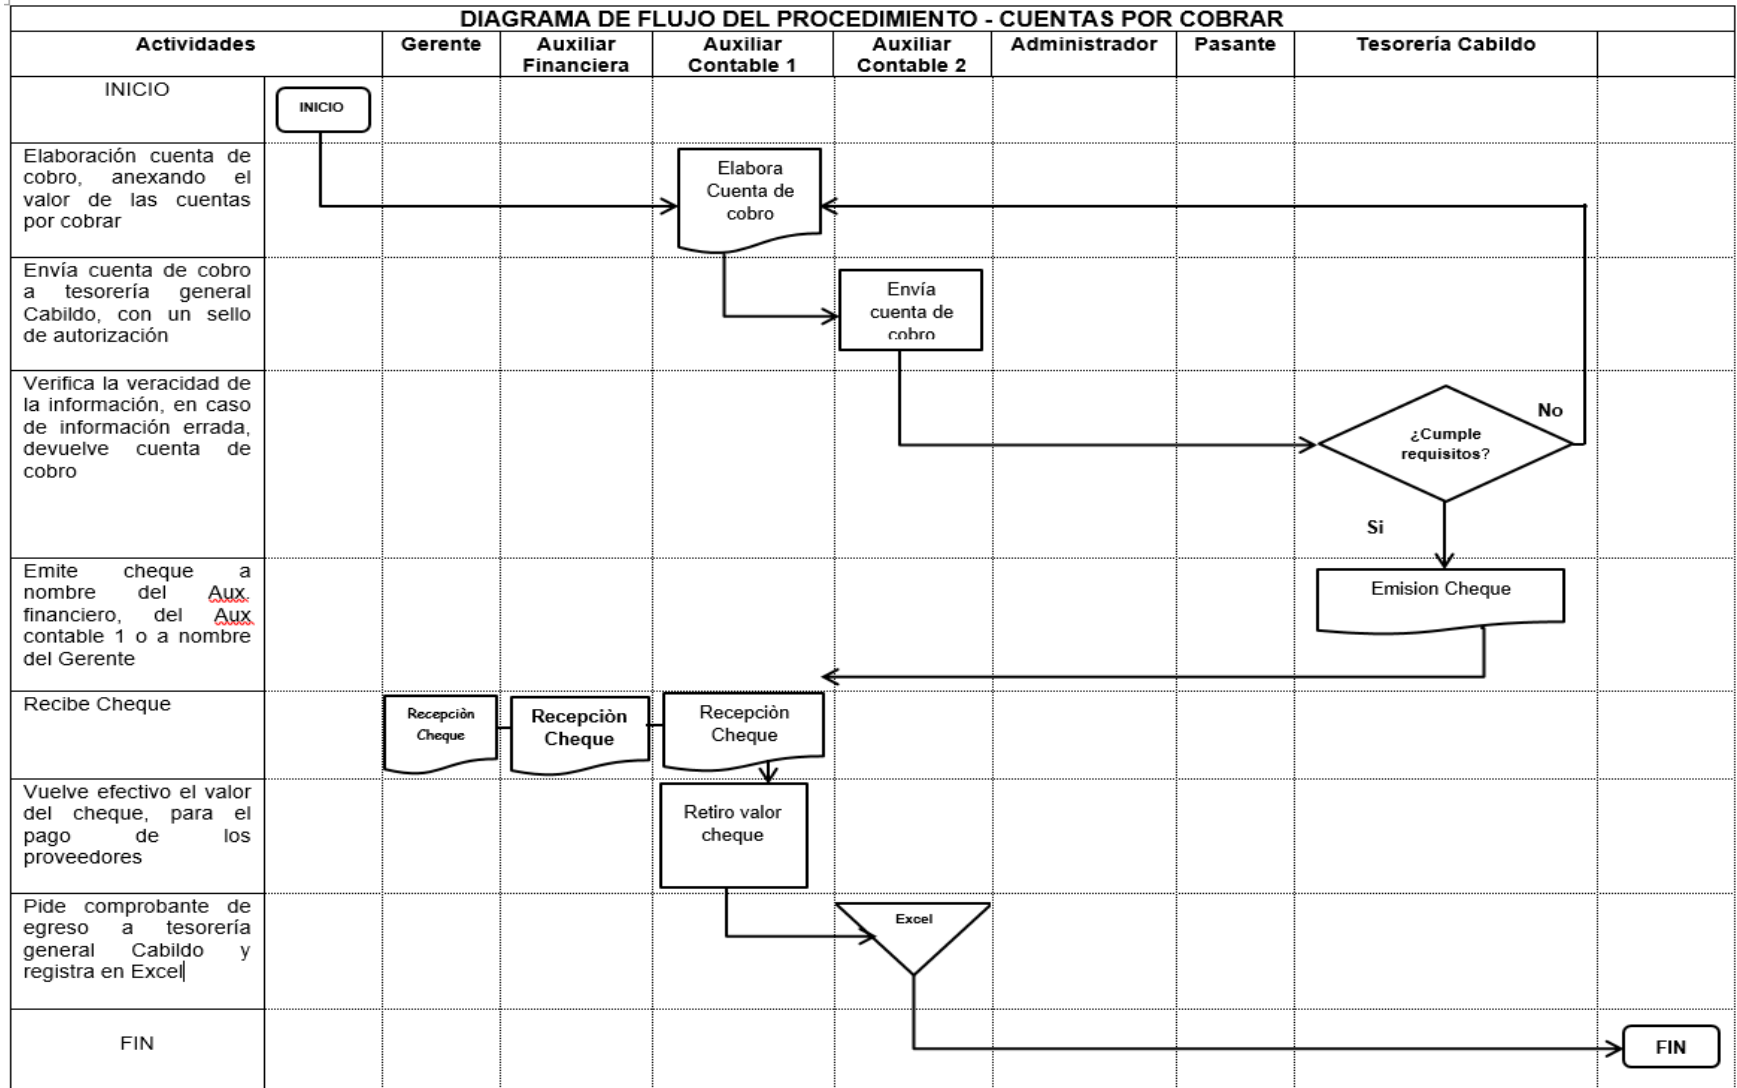 DIAGRAMA DE FLUJO DEL PROCEDIMIENTO - CUENTAS POR COBRAR
Actividades
Gerente
Auxiliar
Financiera
Auxiliar
Contable 1
Auxiliar
Contable 2
Administrador
Pasante
Tesorería Cabildo
INICIO
INICIO
Elaboración cuenta de
cobro, anexando el
valor de las cuentas
por cobrar
Elabora
Cuenta de
cobro
Envía cuenta de cobro
a tesorería general
Cabildo, con un sello
de autorización
Envía
cuenta de
cobro
Verifica la veracidad de
la información, en caso
de información errada,
devuelve cuenta de
cobro
¿Cumple
requisitos?
No
Si
Emite cheque a
nombre del Aux.
financiero, del Aux
contable 1 o a nombre
del Gerente
Emision Cheque
Recibe Cheque
Recepciòn
Cheque
Recepciòn
Cheque
Recepciòn
Cheque
Vuelve efectivo el valor
del cheque, para el
pago de los
proveedores
Retiro valor
cheque
Pide comprobante de
egreso a tesorería
general Cabildo y
registra en Excel
Excel
FIN
FIN